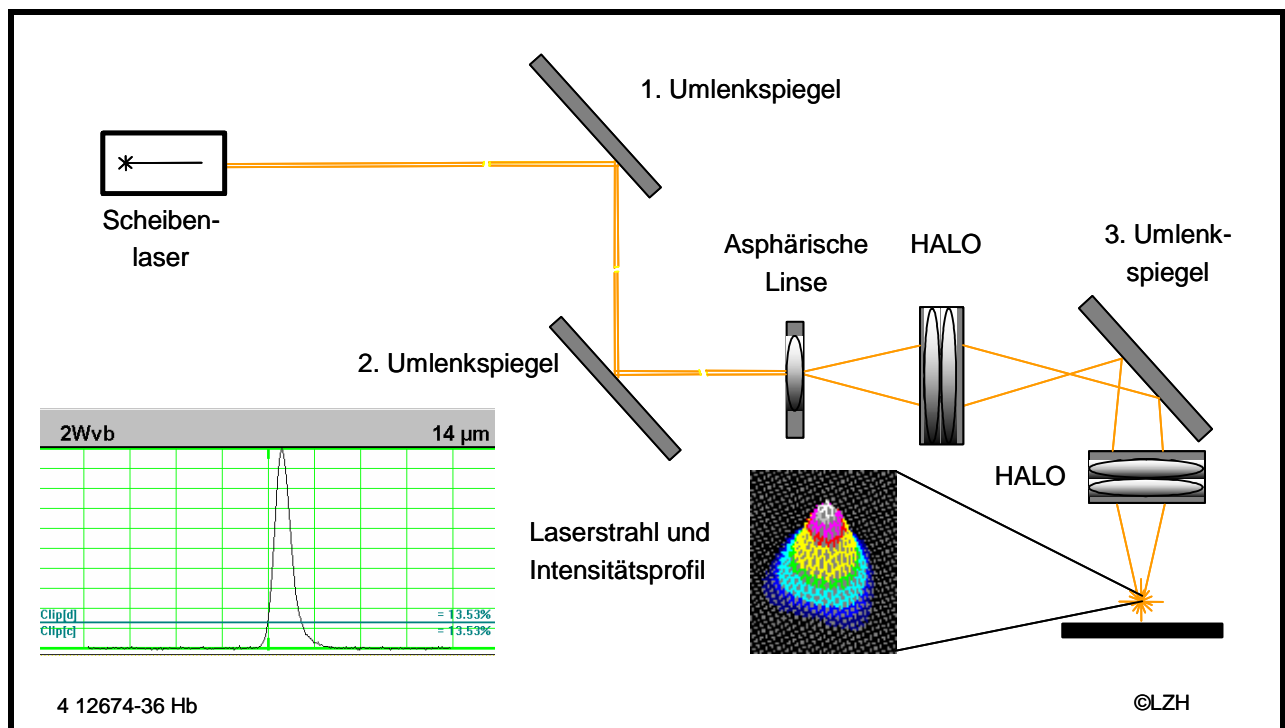 1. Umlenkspiegel
Scheiben-
laser
Asphärische
Linse
HALO
3. Umlenk-
spiegel
2. Umlenkspiegel
2Wvb 14 µm
Clip[d] = 13.53%
Clip[c] = 13.53%
Laserstrahl und
Intensitätsprofil
HALO
4 12674-36 Hb
©LZH